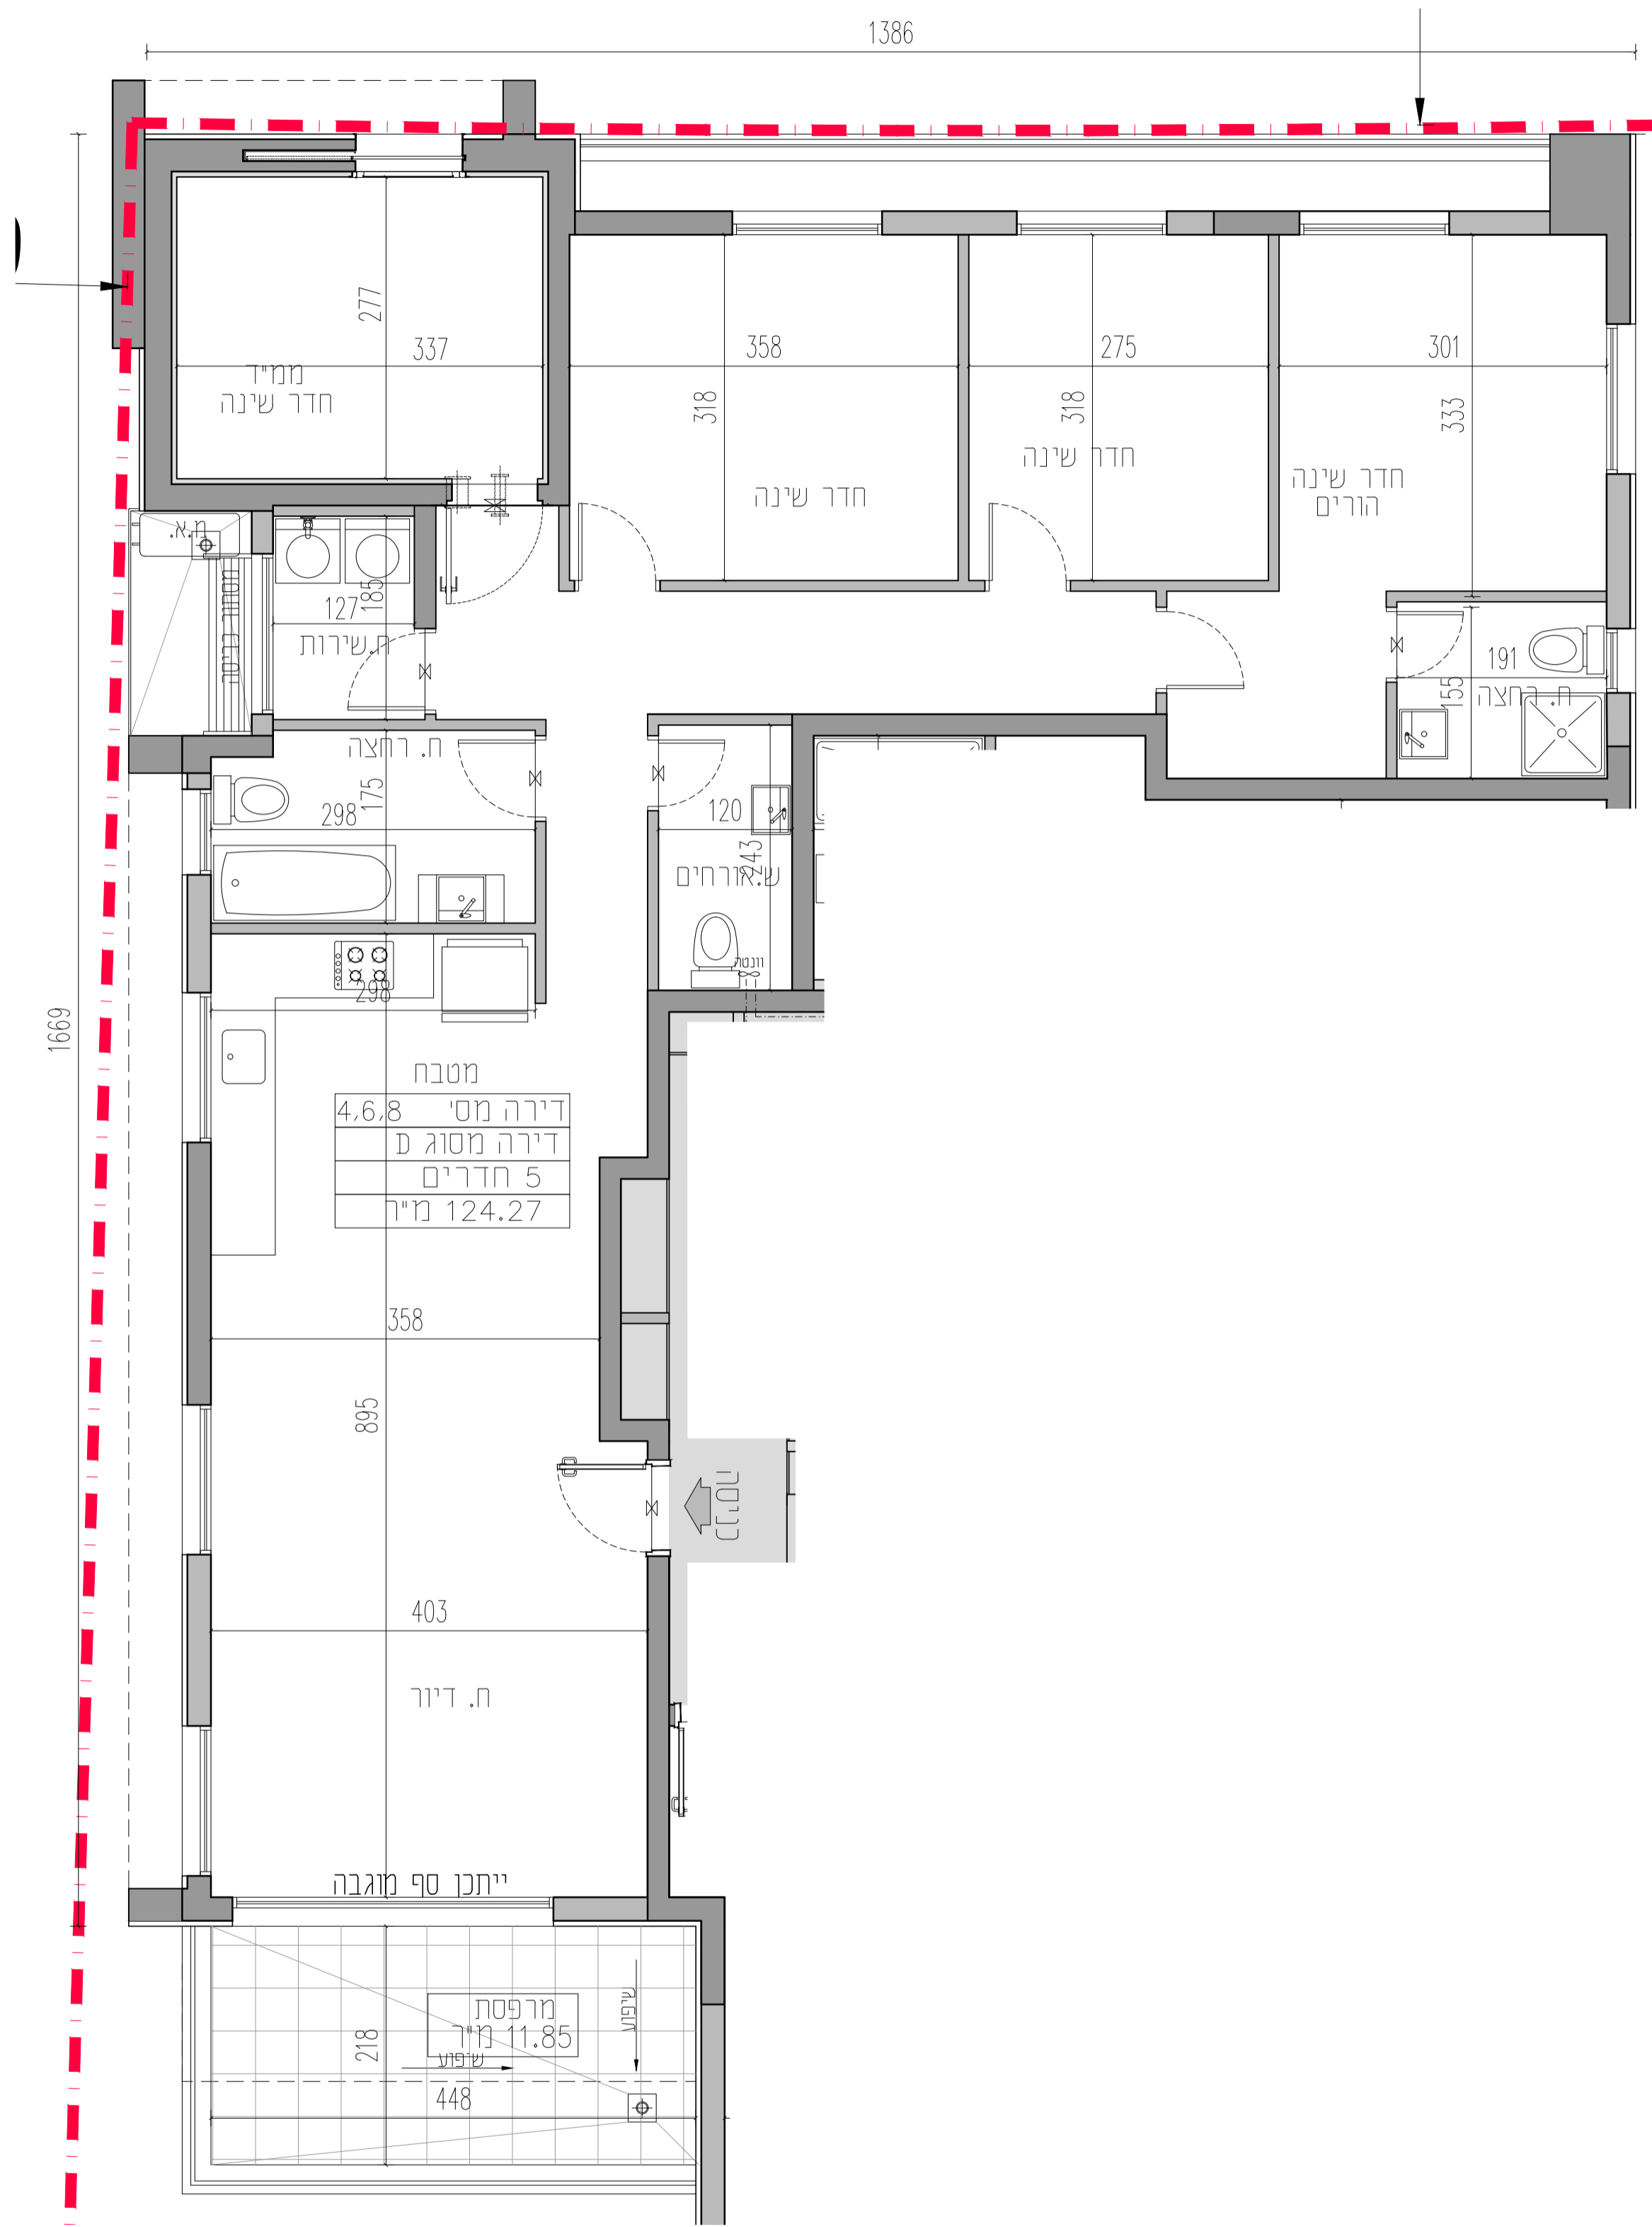 1386
277
337
ממ״ד
חדר שינה
358
318
חדר שינה
275
318
חדר שינה
301
333
חדר שינה
הורים
מ.א.
מסתור כביסה
127
185
ח.שירות
191
155
ח. רחצה
ח. רחצה
175
298
120
243
ש.אורחים
וונטה
298
1669
מטבח
דירה מס' 4,6,8
דירה מסוג D
5 חדרים
124.27 מ"ר
358
895
כניסה
403
ח. דיור
ייתכן סף מוגבה
מרפסת
11.85 מ"ר
שיפוע
שיפוע
218
448